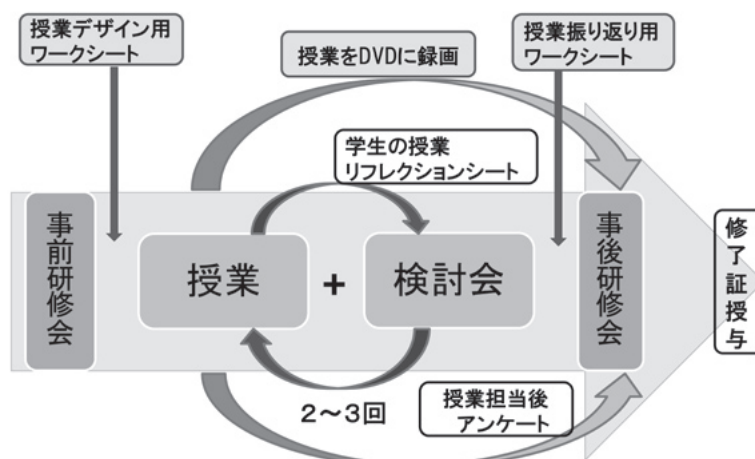 授業デザイン用
ワークシート
授業をDVDに録画
授業振り返り用
ワークシート
学生の授業
リフレクションシート
事前研修会
授業
+
検討会
事後研修会
修了証授与
2～3回
授業担当後
アンケート